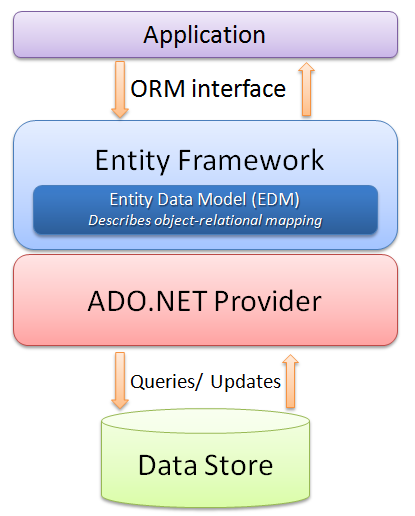 Application
ORM interface
Entity Framework
Entity Data Model (EDM)
Describes object-relational mapping
ADO.NET Provider
Queries/ Updates
Data Store